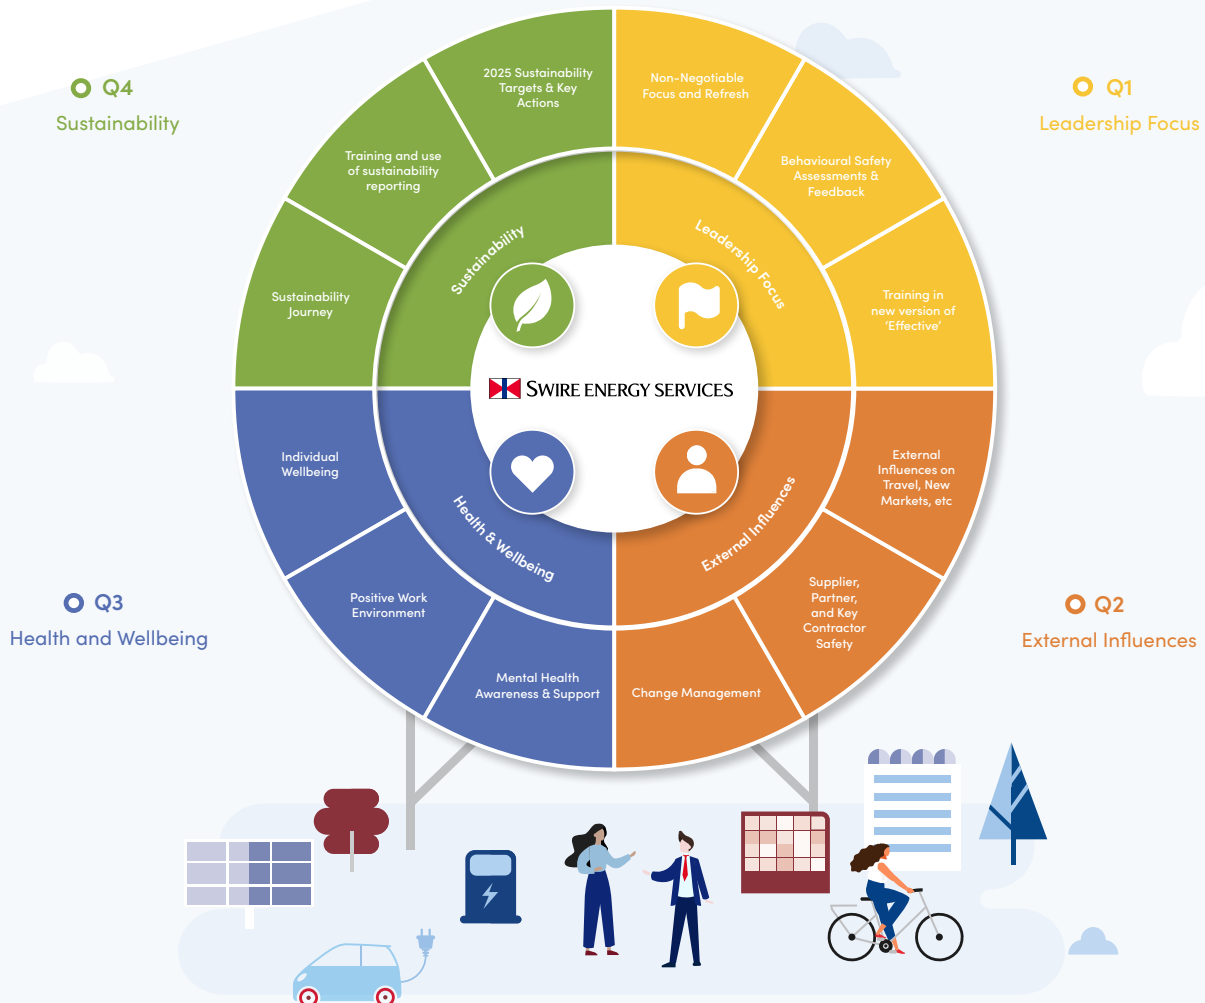 Q4
Sustainability
Q1
Leadership Focus
2025 Sustainability
Targets & Key
Actions
Non-Negotiable
Focus and Refresh
Training and use
of sustainability
reporting
Behavioural Safety
Assessments &
Feedback
Sustainability
Journey
Training in
new version of
‘Effective’
Sustainability
Leadership Focus
SWIRE ENERGY SERVICES
Health & Wellbeing
External Influences
Individual
Wellbeing
External
Influences on
Travel, New
Markets, etc
Positive Work
Environment
Supplier,
Partner,
and Key
Contractor
Safety
Mental Health
Awareness & Support
Change Management
Q3
Health and Wellbeing
Q2
External Influences